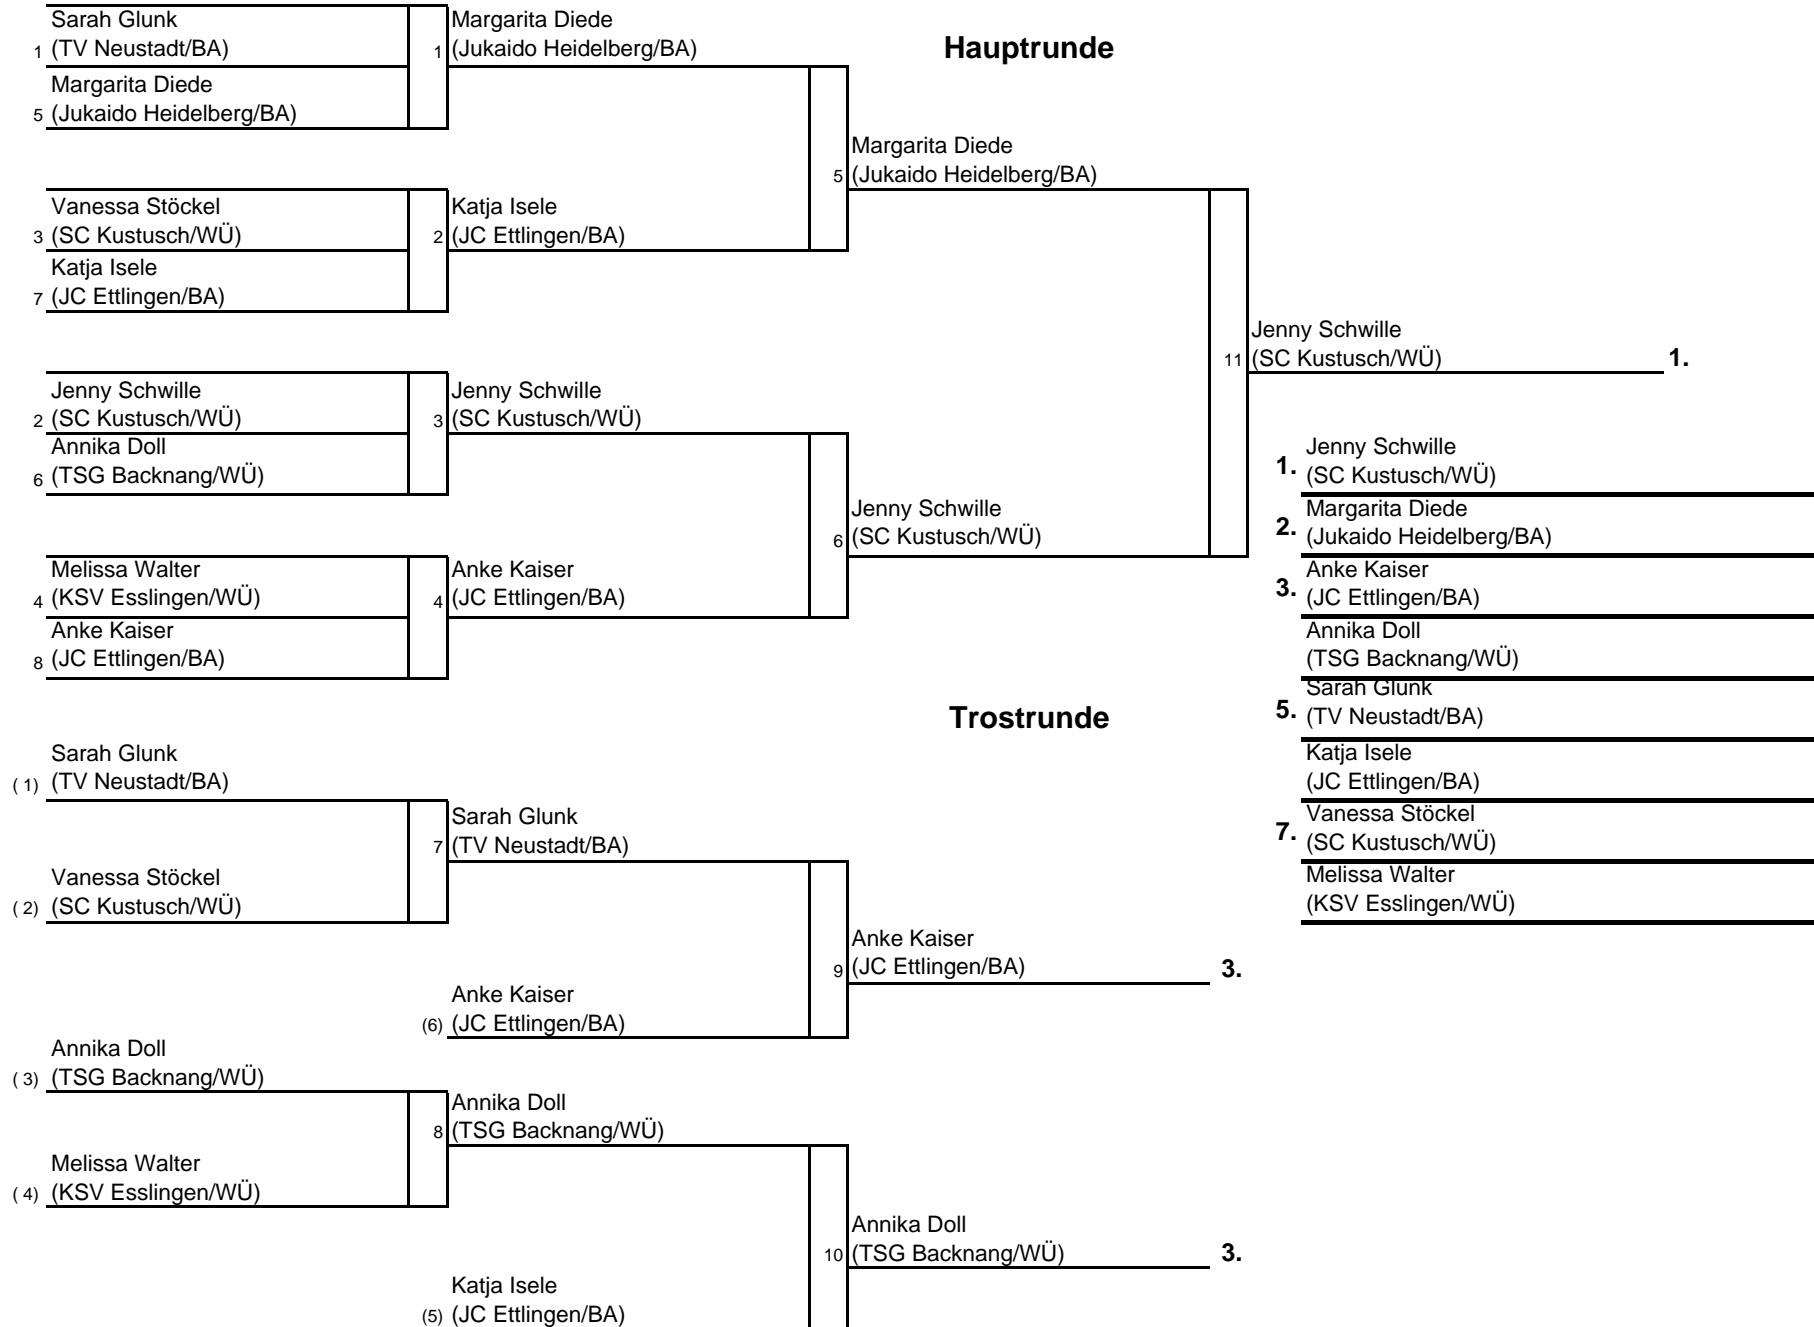 Hauptrunde
Sarah Glunk
1 (TV Neustadt/BA)
Margarita Diede
5 (Jukaido Heidelberg/BA)
Vanessa Stöckel
3 (SC Kustusch/WÜ)
Katja Isele
7 (JC Ettlingen/BA)
Jenny Schwille
2 (SC Kustusch/WÜ)
Annika Doll
6 (TSG Backnang/WÜ)
Melissa Walter
4 (KSV Esslingen/WÜ)
Anke Kaiser
8 (JC Ettlingen/BA)
Margarita Diede
1 (Jukaido Heidelberg/BA)
Katja Isele
2 (JC Ettlingen/BA)
Jenny Schwille
3 (SC Kustusch/WÜ)
Anke Kaiser
4 (JC Ettlingen/BA)
Margarita Diede
5 (Jukaido Heidelberg/BA)
Jenny Schwille
6 (SC Kustusch/WÜ)
Jenny Schwille
11 (SC Kustusch/WÜ) 1.
Jenny Schwille
1. (SC Kustusch/WÜ)
Margarita Diede
2. (Jukaido Heidelberg/BA)
Anke Kaiser
3. (JC Ettlingen/BA)
Annika Doll
(TSG Backnang/WÜ)
Sarah Glunk
5. (TV Neustadt/BA)
Katja Isele
(JC Ettlingen/BA)
Vanessa Stöckel
7. (SC Kustusch/WÜ)
Melissa Walter
(KSV Esslingen/WÜ)
Trostrunde
Sarah Glunk
( 1) (TV Neustadt/BA)
Vanessa Stöckel
( 2) (SC Kustusch/WÜ)
Annika Doll
( 3) (TSG Backnang/WÜ)
Melissa Walter
( 4) (KSV Esslingen/WÜ)
Sarah Glunk
7 (TV Neustadt/BA)
Anke Kaiser
(6) (JC Ettlingen/BA)
Annika Doll
8 (TSG Backnang/WÜ)
Katja Isele
(5) (JC Ettlingen/BA)
Anke Kaiser
9 (JC Ettlingen/BA) 3.
Annika Doll
10 (TSG Backnang/WÜ) 3.